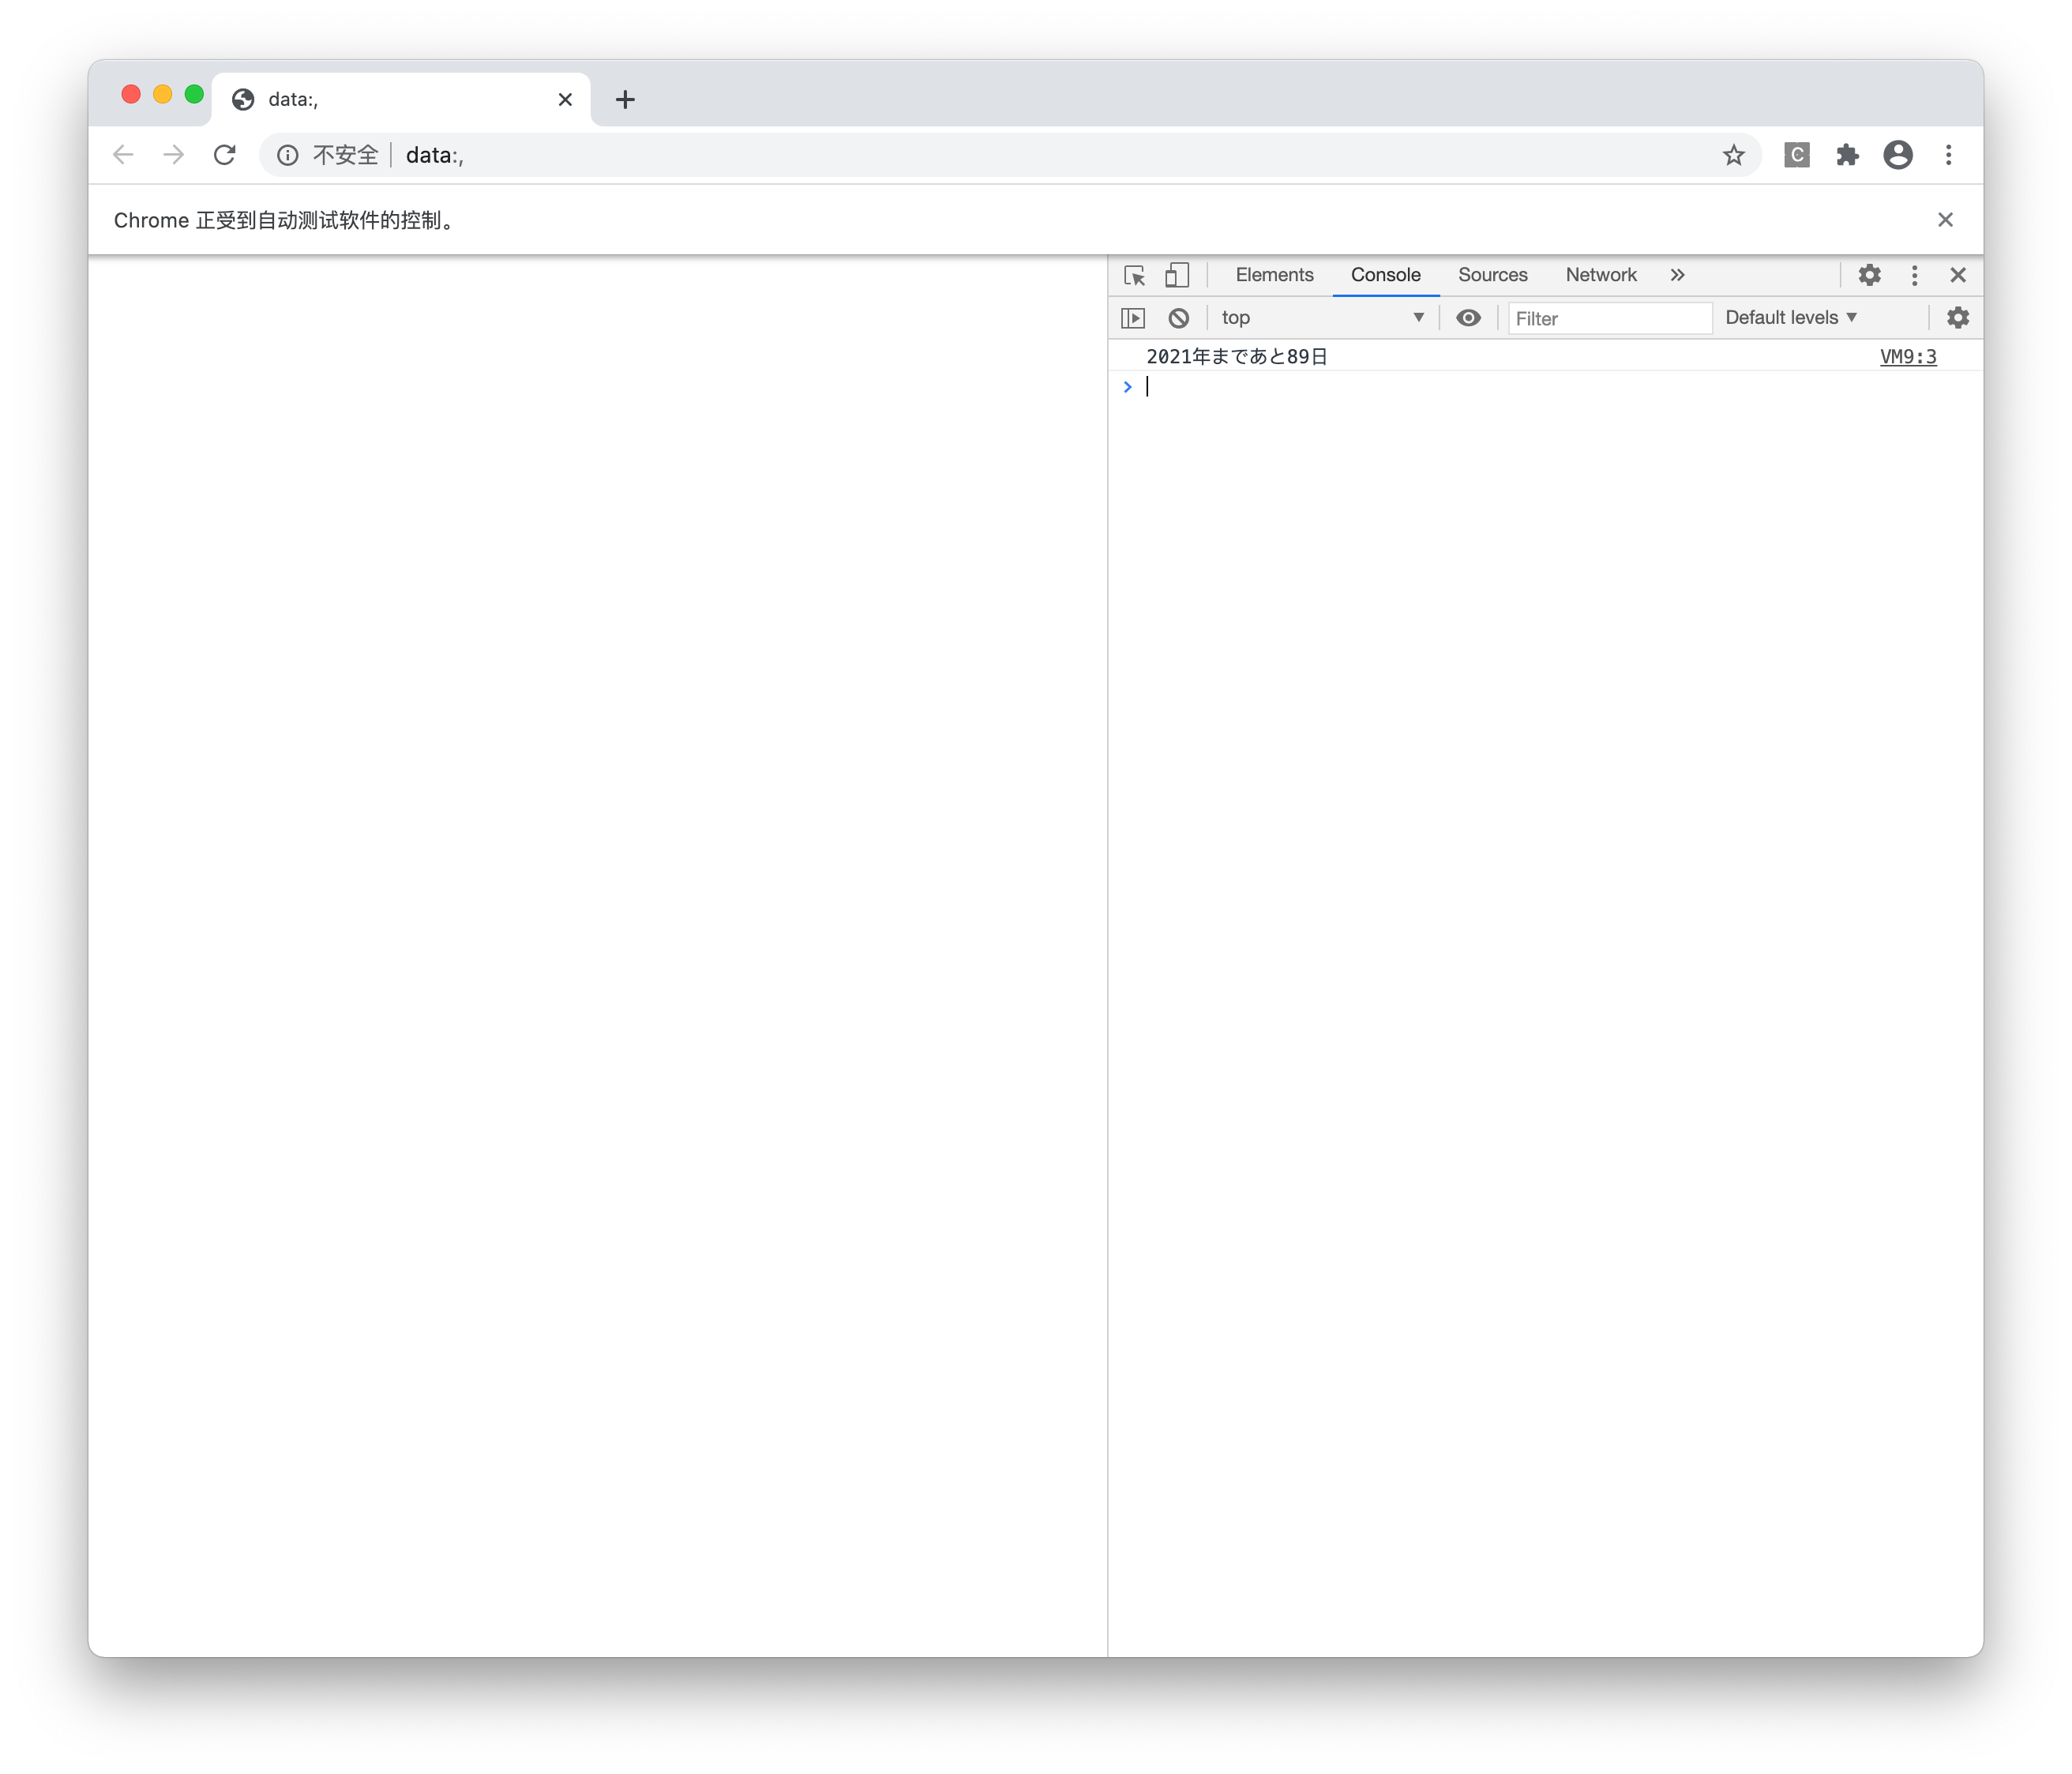 data:,
不安全 data:,
C
Chrome 正受到自动测试软件的控制。
Elements Console Sources Network
top Filter Default levels
2021年まであと89日 VM9:3